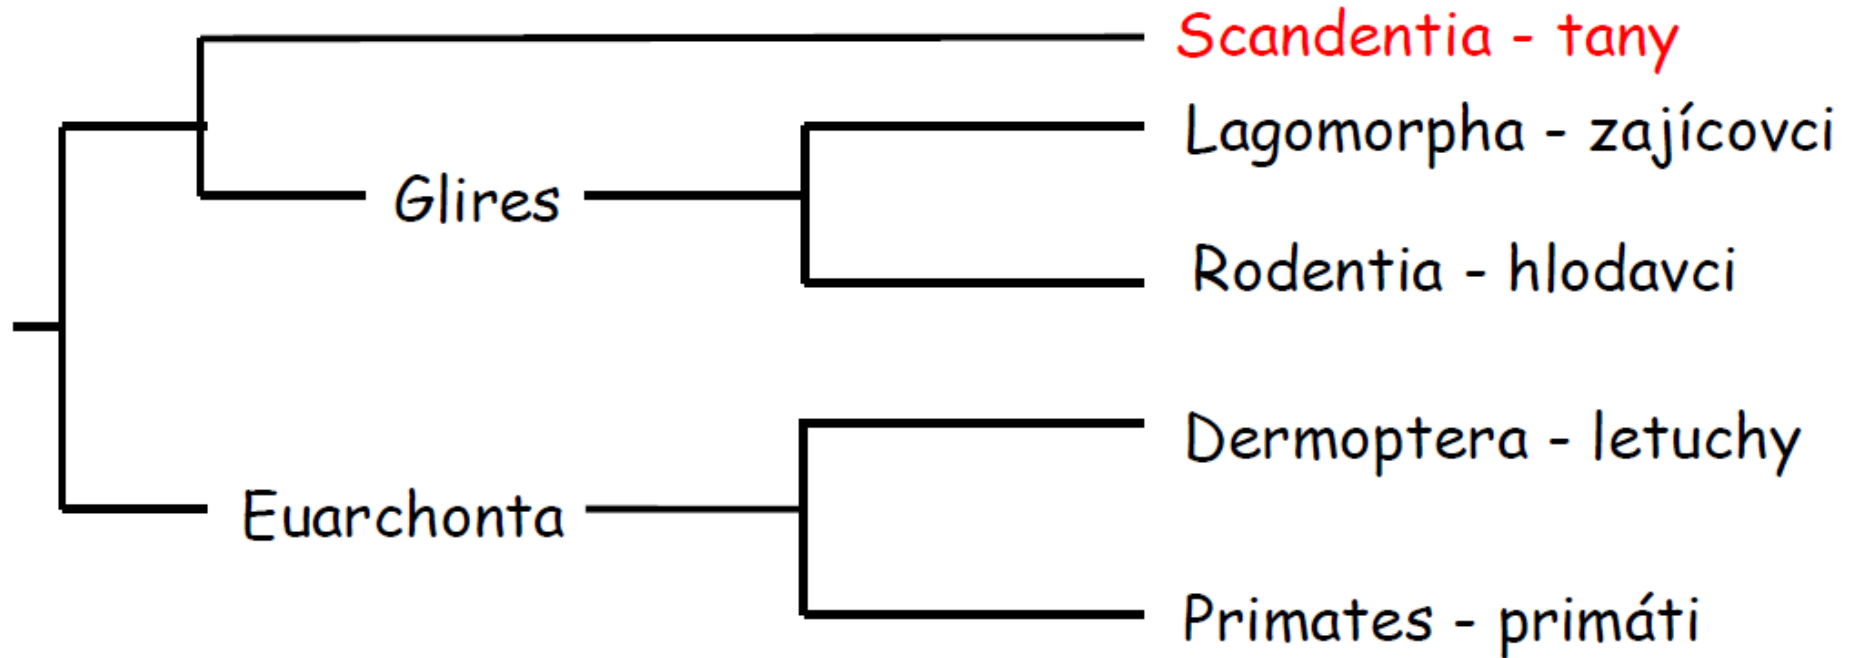 Scandentia - tany
Lagomorpha - zajícovci
Glires
Rodentia - hlodavci
Dermoptera - letuchy
Euarchonta
Primates - primáti